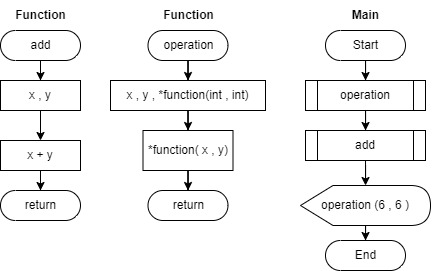 Function
add
x , y
x + y
return
Function
operation
x , y , *function(int , int)
*function( x , y)
return
Main
Start
operation
add
operation (6 , 6 )
End